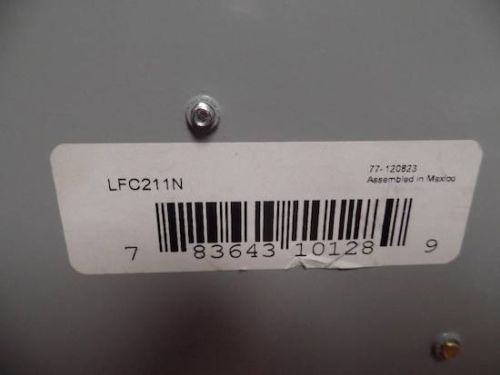 LFC211N
77-120823
Assembled in Mexico
7 83643 10128 9